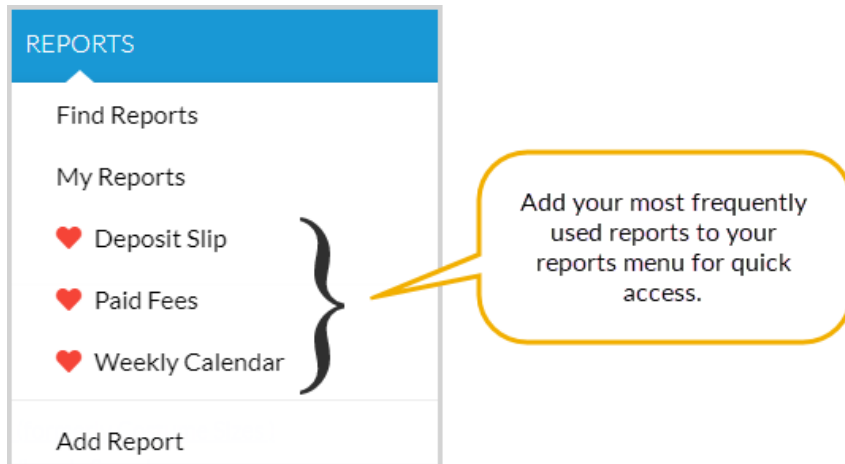 REPORTS
Find Reports
My Reports
Deposit Slip
Paid Fees
Weekly Calendar
Add Report
Add your most frequently
used reports to your
reports menu for quick
access.